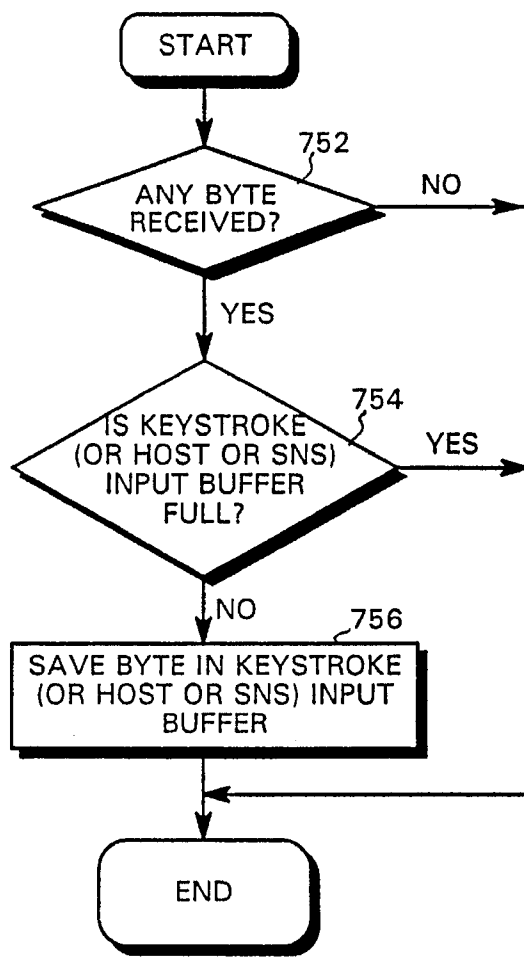 START
752
ANY BYTE
RECEIVED?
NO
YES
754
IS KEYSTROKE
(OR HOST OR SNS)
INPUT BUFFER
FULL?
YES
NO
756
SAVE BYTE IN KEYSTROKE
(OR HOST OR SNS) INPUT
BUFFER
END